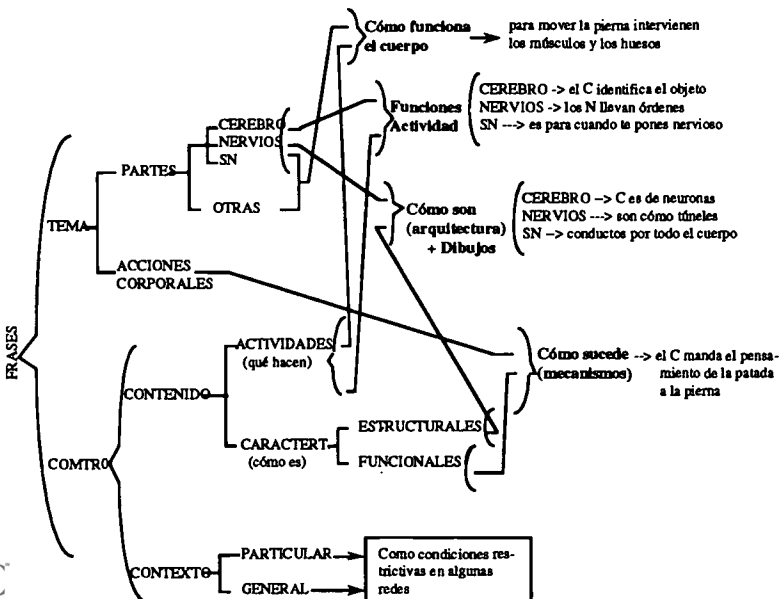 Cómo funciona
el cuerpo
para mover la pierna intervienen
los músculos y los huesos
Funciones
Actividad
CEREBRO -> el C identifica el objeto
NERVIOS -> los N llevan órdenes
SN ---> es para cuando te pones nervioso
CEREBRO
NERVIOS
SN
PARTES
OTRAS
TEMA
Cómo son
(arquitectura)
+ Dibujos
CEREBRO -> C es de neuronas
NERVIOS ---> son cómo túneles
SN -> conductos por todo el cuerpo
ACCIONES
CORPORALES
FRASES
ACTIVIDADES
(qué hacen)
CONTENIDO
Cómo sucede
(mecanismos)
--> el C manda el pensa-
miento de la patada
a la pierna
ESTRUCTURALES
CARACTERT
(cómo es)
FUNCIONALES
COMTRO
PARTICULAR
CONTEXTO
GENERAL
Como condiciones res-
trictivas en algunas
redes